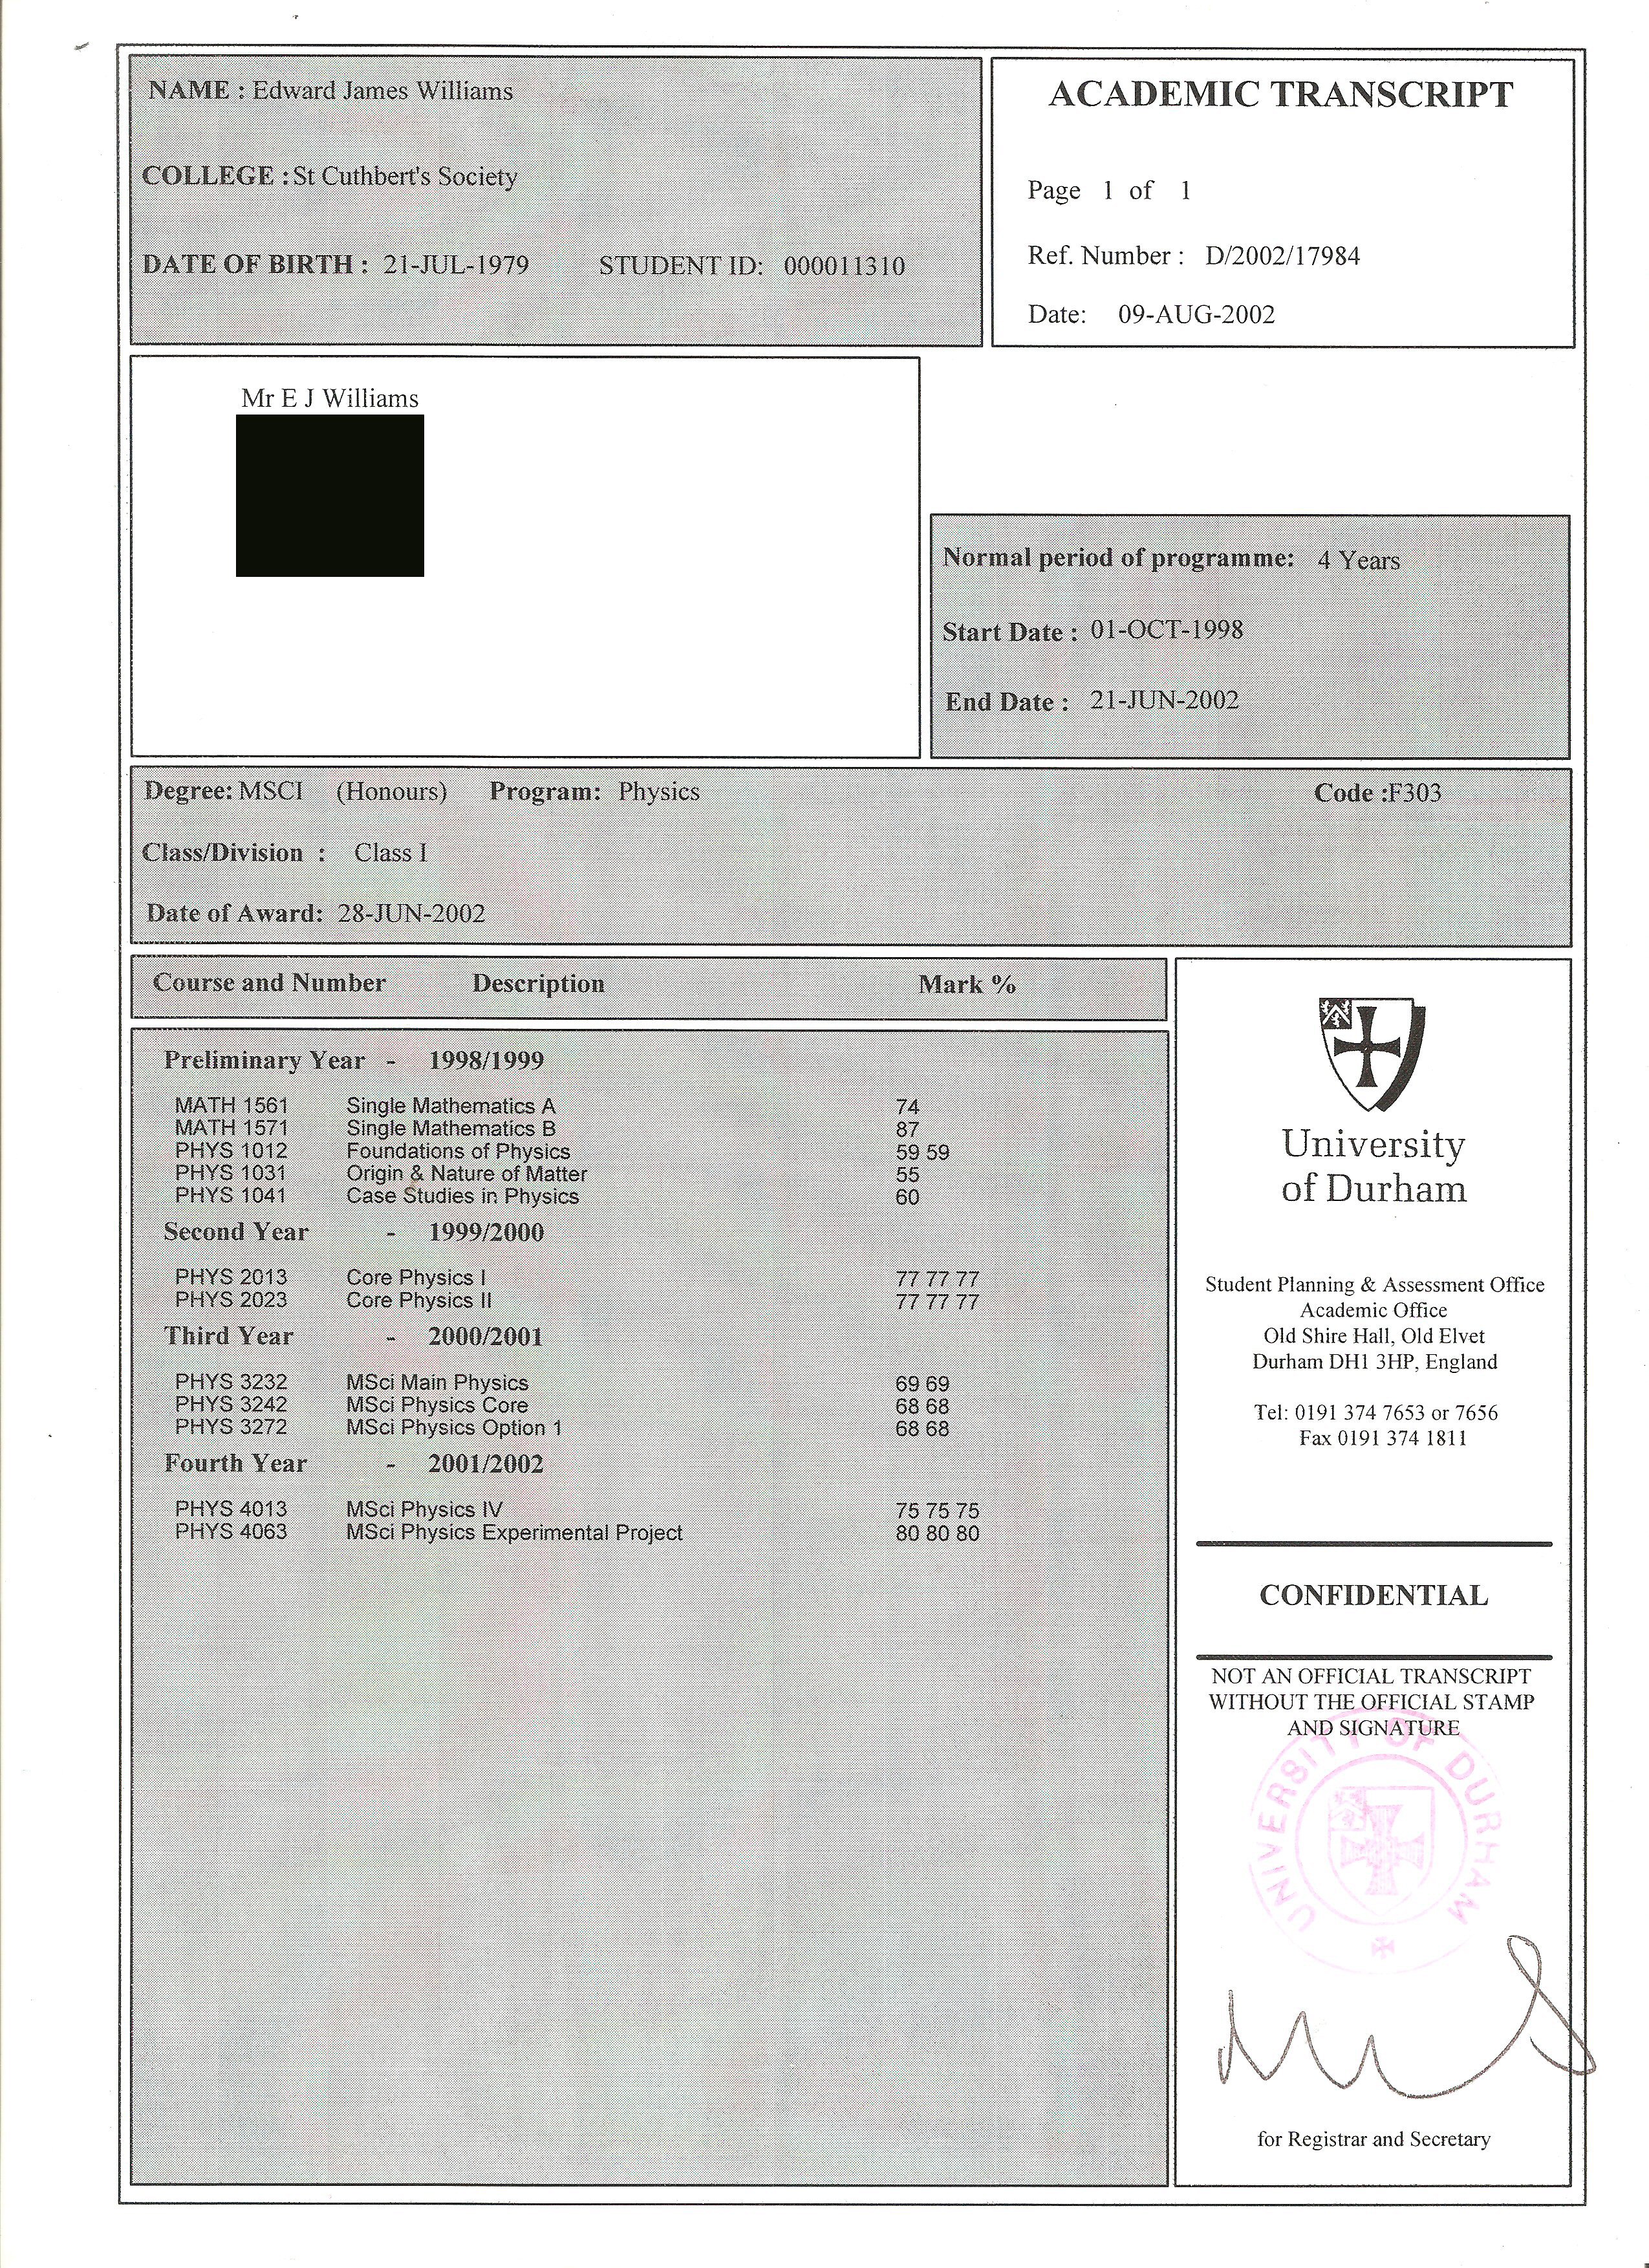 NAME : Edward James Williams
COLLEGE : St Cuthbert's Society
DATE OF BIRTH : 21-JUL-1979 STUDENT ID: 000011310
ACADEMIC TRANSCRIPT
Page 1 of 1
Ref. Number : D/2002/17984
Date: 09-AUG-2002
Mr E J Williams
Normal period of programme: 4 Years
Start Date : 01-OCT-1998
End Date : 21-JUN-2002
Degree: MSCI (Honours) Program: Physics Code :F303
Class/Division : Class I
Date of Award: 28-JUN-2002
Course and Number Description Mark %
Preliminary Year - 1998/1999
MATH 1561 Single Mathematics A 74
MATH 1571 Single Mathematics B 87
PHYS 1012 Foundations of Physics 59 59
PHYS 1031 Origin & Nature of Matter 55
PHYS 1041 Case Studies in Physics 60
Second Year - 1999/2000
PHYS 2013 Core Physics I 77 77 77
PHYS 2023 Core Physics II 77 77 77
Third Year - 2000/2001
PHYS 3232 MSci Main Physics 69 69
PHYS 3242 MSci Physics Core 68 68
PHYS 3272 MSci Physics Option 1 68 68
Fourth Year - 2001/2002
PHYS 4013 MSci Physics IV 75 75 75
PHYS 4063 MSci Physics Experimental Project 80 80 80
University
of Durham
Student Planning & Assessment Office
Academic Office
Old Shire Hall, Old Elvet
Durham DH1 3HP, England
Tel: 0191 374 7653 or 7656
Fax 0191 374 1811
CONFIDENTIAL
NOT AN OFFICIAL TRANSCRIPT
WITHOUT THE OFFICIAL STAMP
AND SIGNATURE
UNIVERSITY OF DURHAM
for Registrar and Secretary